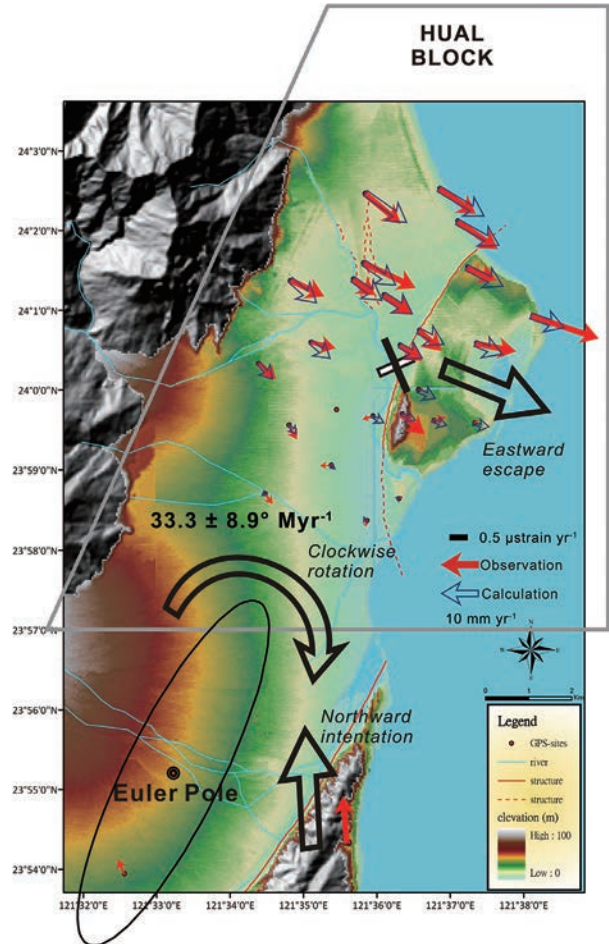 HUAL
BLOCK
24°3'0"N
24°2'0"N
24°1'0"N
24°0'0"N
23°59'0"N
23°58'0"N
23°57'0"N
23°56'0"N
23°55'0"N
23°54'0"N
Eastward
escape
33.3 ± 8.9° Myr⁻¹
Clockwise
rotation
0.5 μstrain yr⁻¹
Observation
Calculation
10 mm yr⁻¹
Northward
intentation
Euler Pole
0 1 2
Km
Legend
GPS-sites
river
structure
structure
elevation (m)
High : 100
Low : 0
121°32'0"E 121°33'0"E 121°34'0"E 121°35'0"E 121°36'0"E 121°37'0"E 121°38'0"E